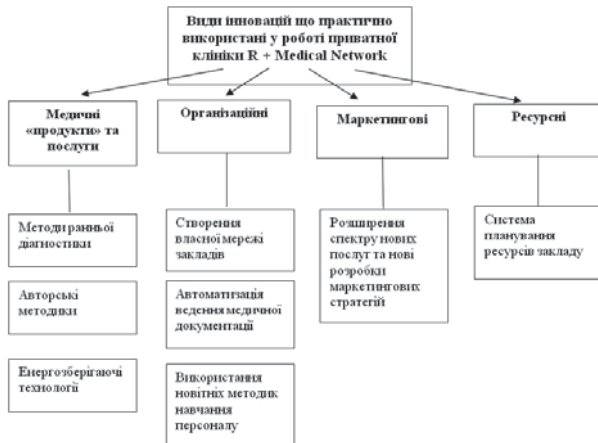 Види інновацій що практично
використані у роботі приватної
клініки R + Medical Network
Медичні
«продукти» та
послуги
Організаційні
Маркетингові
Ресурсні
Методи ранньої
діагностики
Авторські
методики
Енергозберігаючі
технології
Створення
власної мережі
закладів
Автоматизація
ведення медичної
документації
Використання
новітніх методик
навчання
персоналу
Розширення
спектру нових
послуг та нові
розробки
маркетингових
стратегій
Система
планування
ресурсів закладу